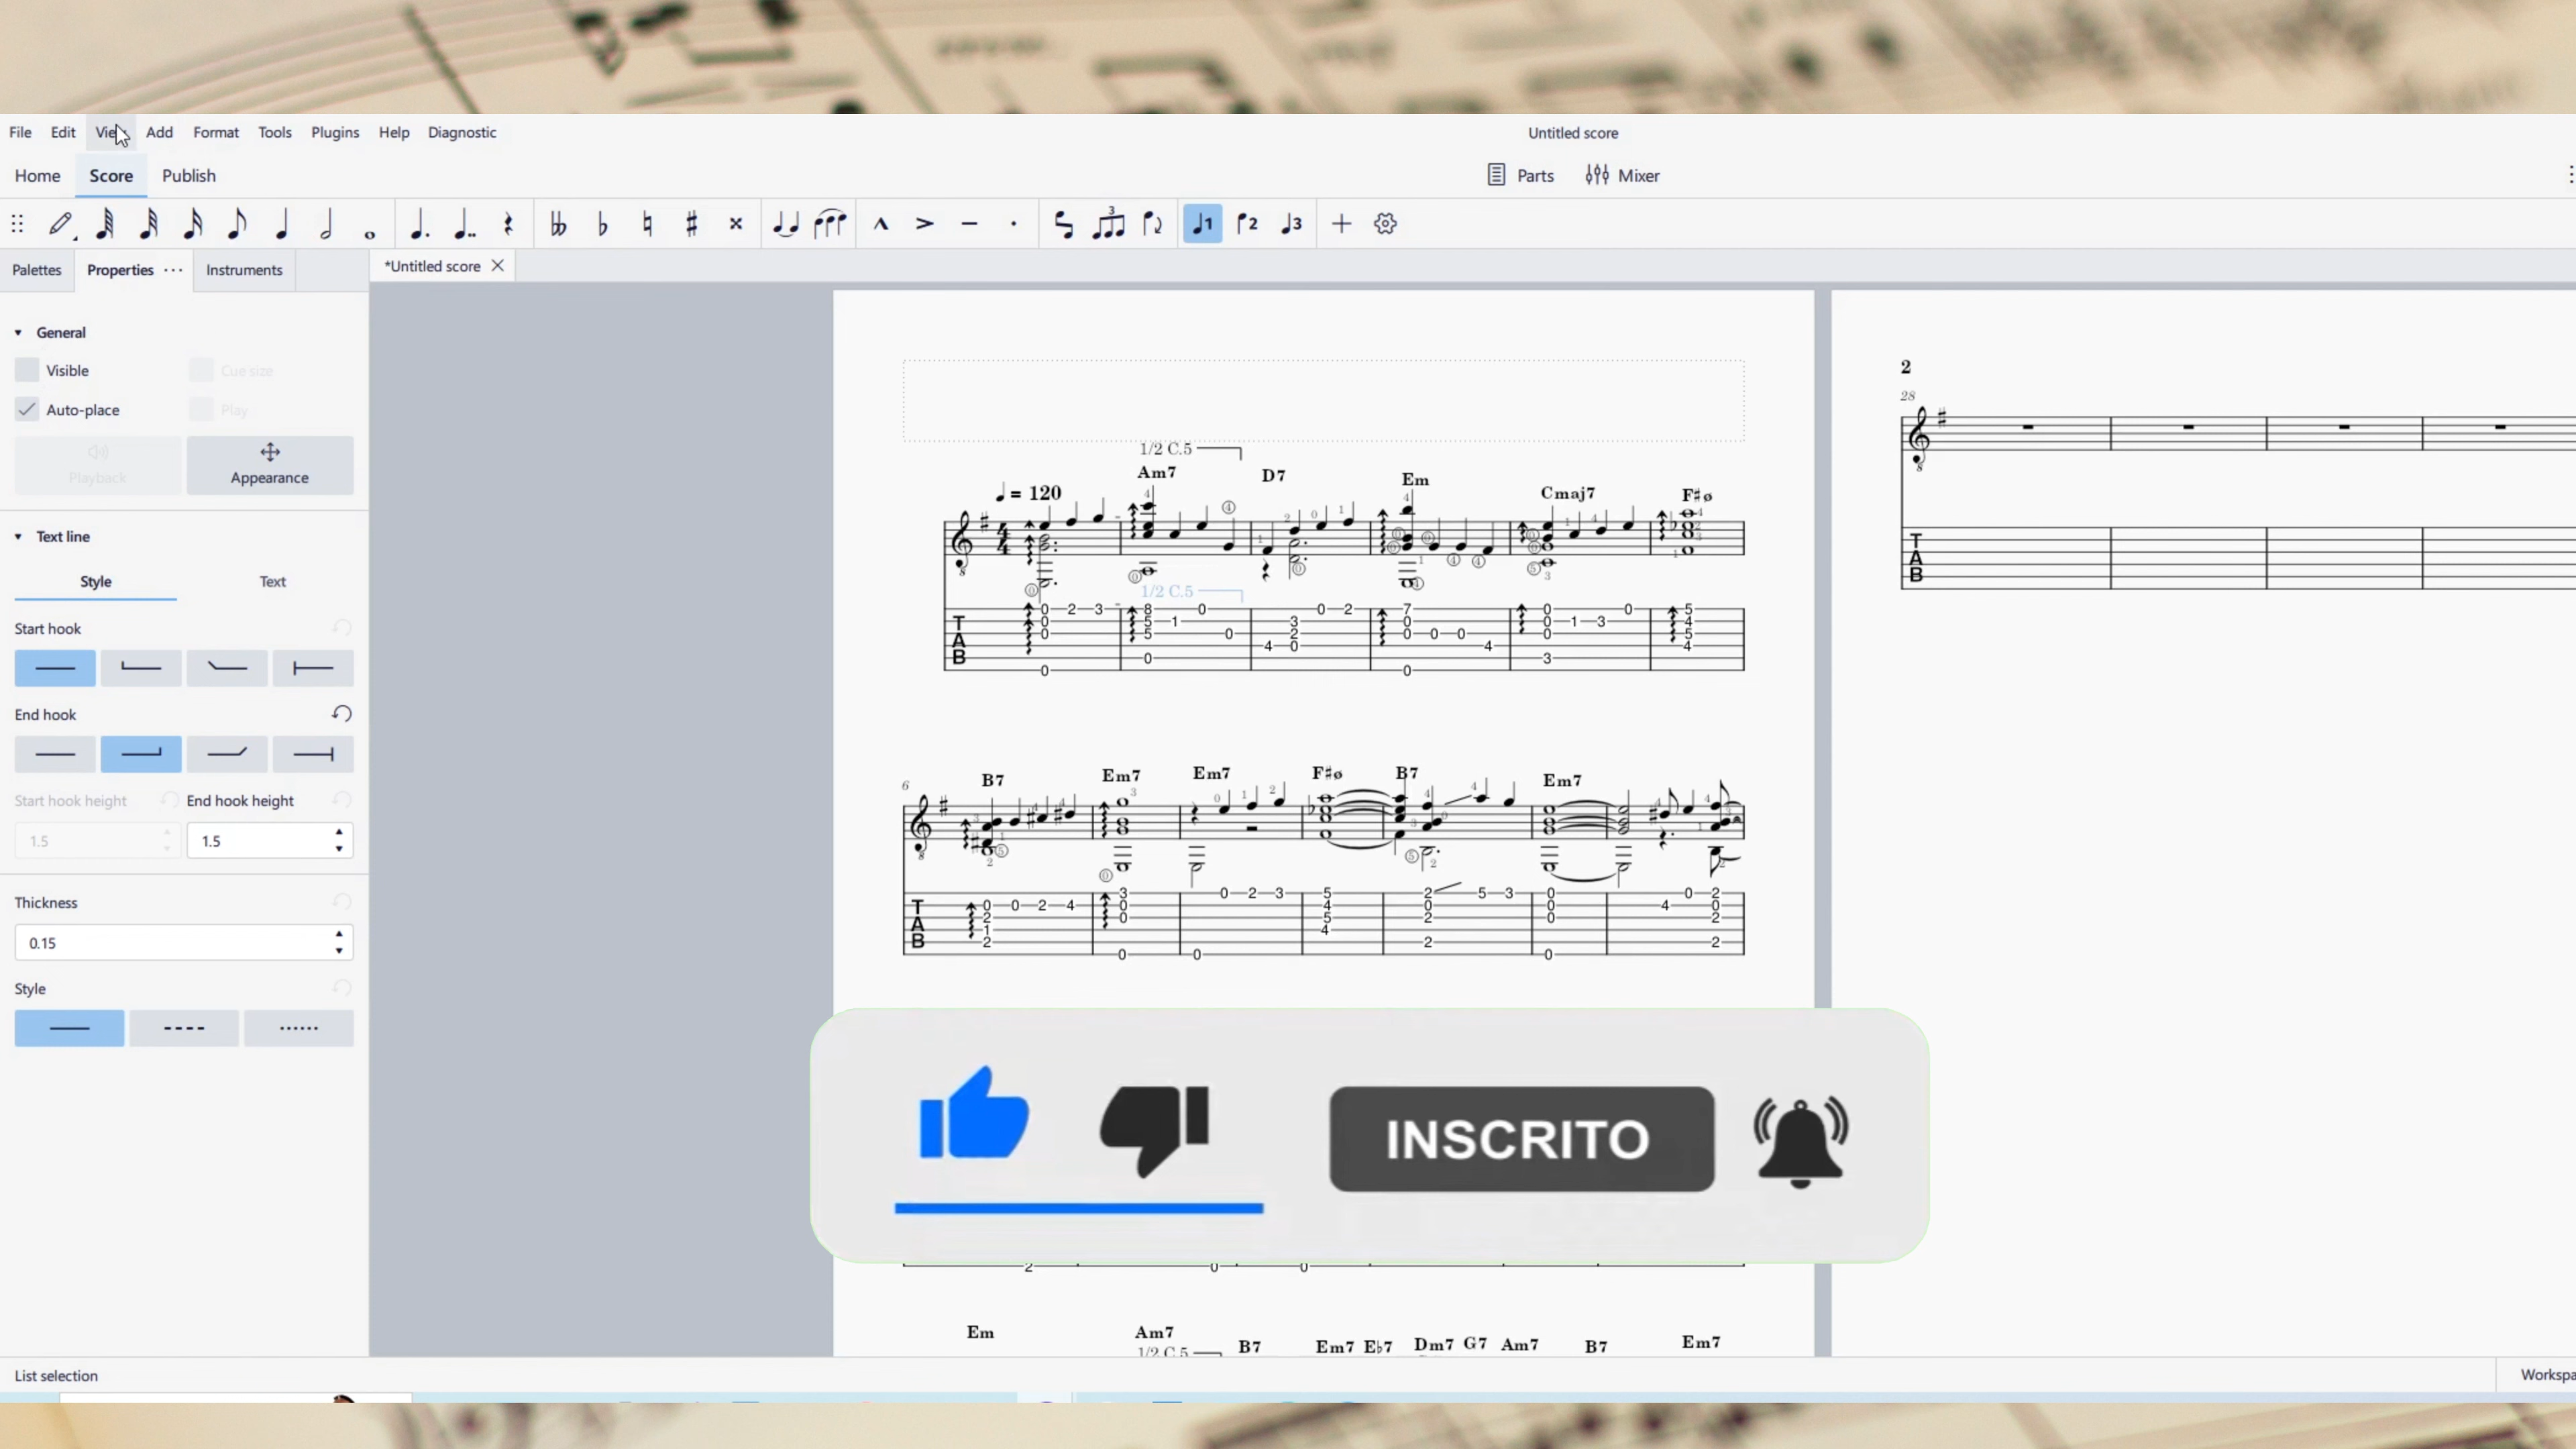 File Edit View Add Format Tools Plugins Help Diagnostic
Untitled score
Home Score Publish
Parts Mixer
3
1 2 3
Palettes Properties ··· Instruments
*Untitled score
General
Visible Cue size
Auto-place Play
Playback Appearance
Text line
Style Text
Start hook
End hook
Start hook height End hook height
1.5 1.5
Thickness
0.15
Style
2
28
1/2 C.5
= 120 Am7 D7 Em Cmaj7 F#ø
1/2 C.5
T A B
6
B7 Em7 Em7 F#ø B7 Em7
T A B
INSCRITO
Em Am7 B7 Em7 E♭7 Dm7 G7 Am7 B7 Em7
1/2 C.5
T A B
List selection